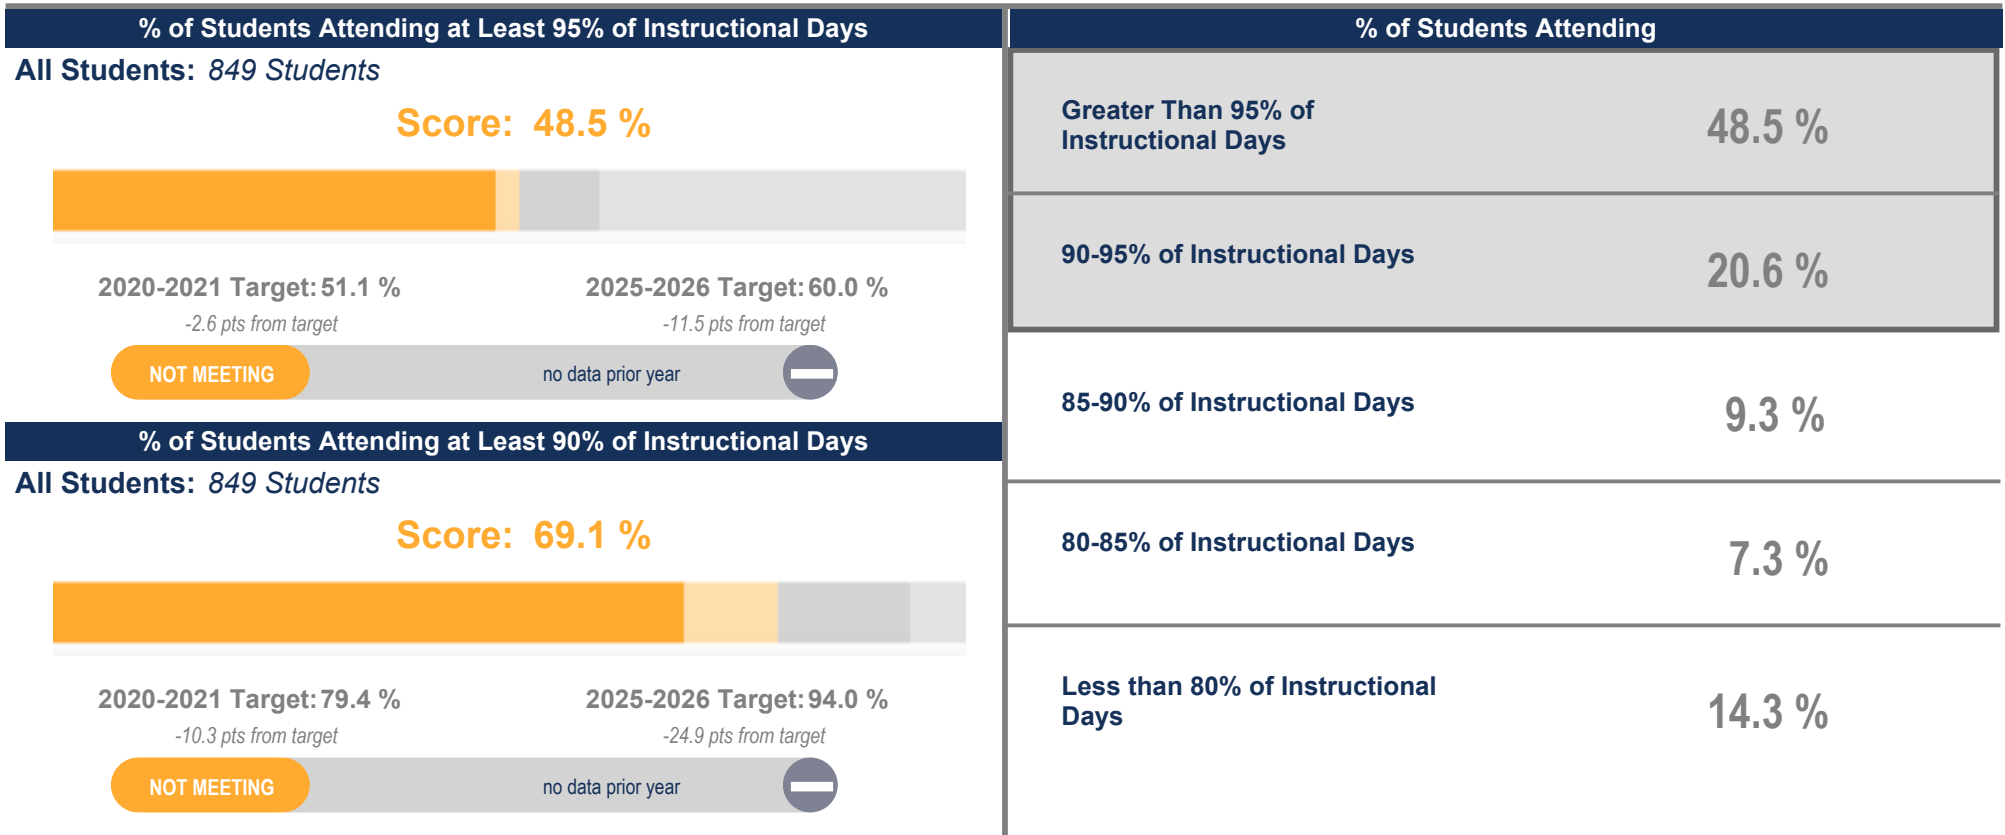 % of Students Attending at Least 95% of Instructional Days
All Students: 849 Students
Score: 48.5 %
2020-2021 Target: 51.1 %
-2.6 pts from target
2025-2026 Target: 60.0 %
-11.5 pts from target
NOT MEETING
no data prior year
% of Students Attending at Least 90% of Instructional Days
All Students: 849 Students
Score: 69.1 %
2020-2021 Target: 79.4 %
-10.3 pts from target
2025-2026 Target: 94.0 %
-24.9 pts from target
NOT MEETING
no data prior year
% of Students Attending
Greater Than 95% of
Instructional Days
48.5 %
90-95% of Instructional Days
20.6 %
85-90% of Instructional Days
9.3 %
80-85% of Instructional Days
7.3 %
Less than 80% of Instructional
Days
14.3 %